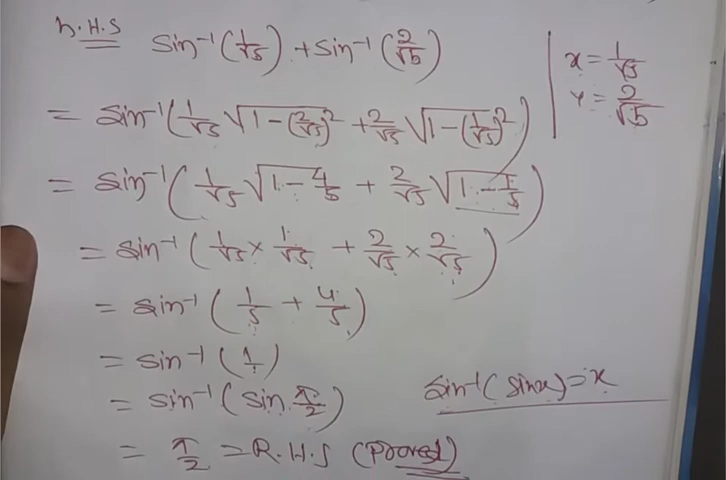 L.H.S sin⁻¹(1/√5) + sin⁻¹(2/√5)
x = 1/√5
y = 2/√5
= sin⁻¹(1/√5 √(1-(2/√5)²) + 2/√5 √(1-(1/√5)²))
= sin⁻¹(1/√5 √(1-4/5) + 2/√5 √(1-1/5))
= sin⁻¹(1/√5 × 1/√5 + 2/√5 × 2/√5)
= sin⁻¹(1/5 + 4/5)
= sin⁻¹(1)
= sin⁻¹(sin π/2)
sin⁻¹(sinx)=x
= π/2 = R.H.S (Proved)